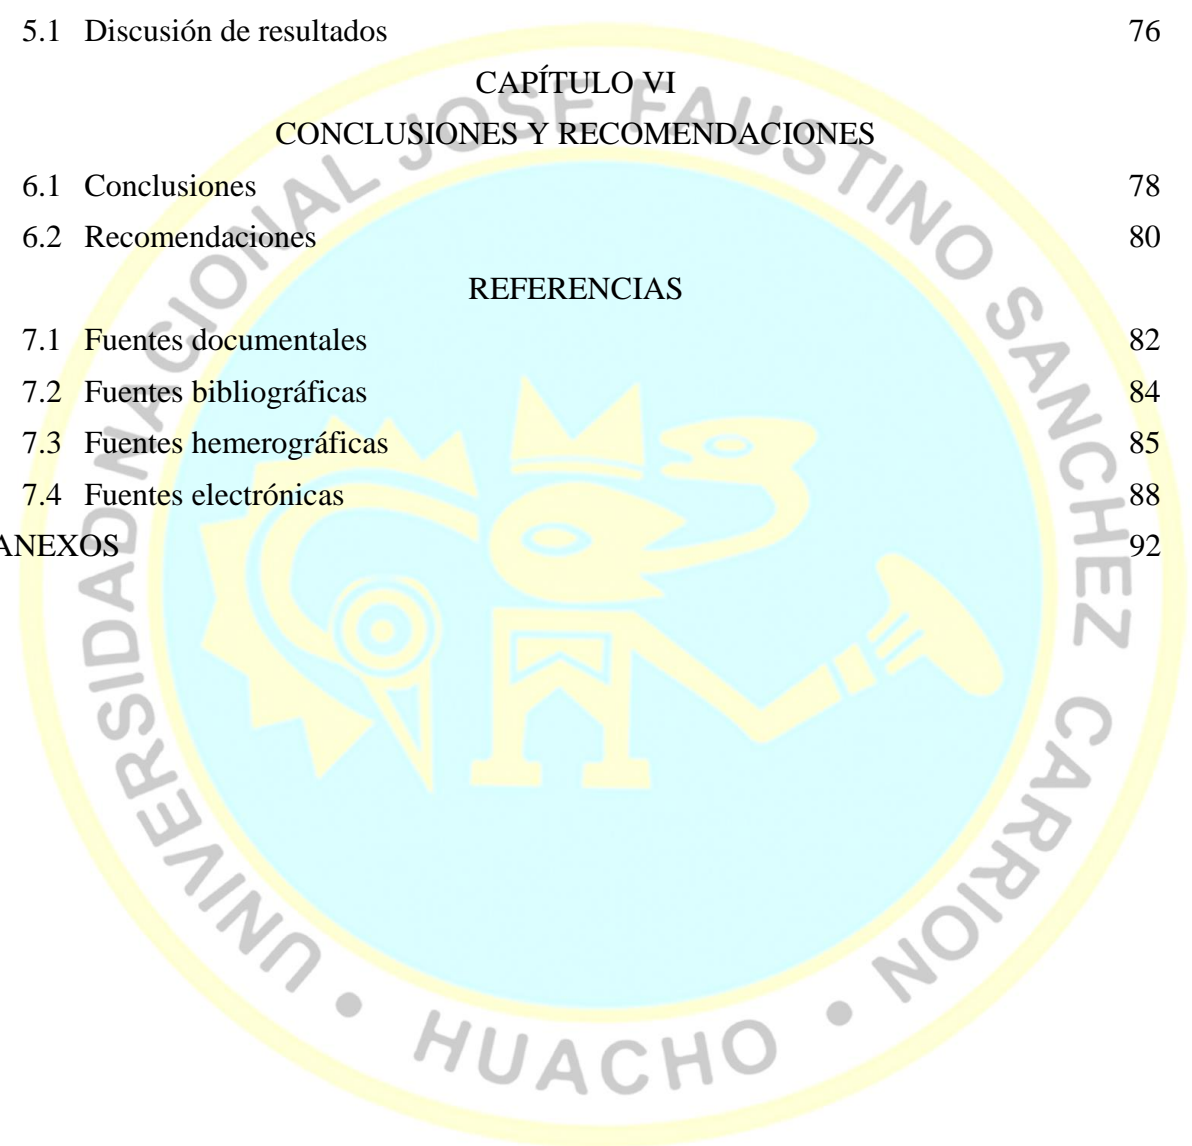 5.1 Discusión de resultados 76
CAPÍTULO VI
CONCLUSIONES Y RECOMENDACIONES
6.1 Conclusiones 78
6.2 Recomendaciones 80
REFERENCIAS
7.1 Fuentes documentales 82
7.2 Fuentes bibliográficas 84
7.3 Fuentes hemerográficas 85
7.4 Fuentes electrónicas 88
ANEXOS 92
UNIVERSIDAD NACIONAL JOSE FAUSTINO SANCHEZ CARRION • HUACHO •